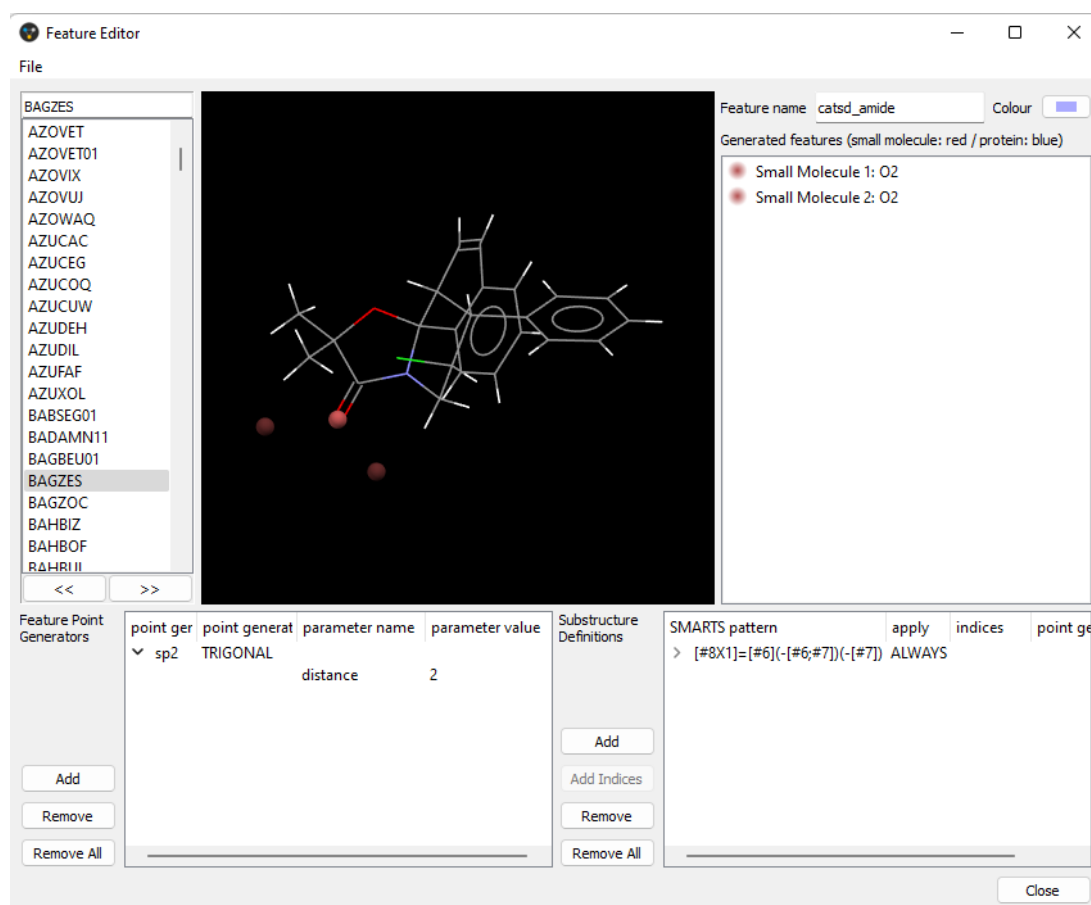 Feature Editor
File
BAGZES
AZOVET
AZOVET01
AZOVIX
AZOVUJ
AZOWAQ
AZUCAC
AZUCEG
AZUCOQ
AZUCUW
AZUDEH
AZUDIL
AZUFAF
AZUXOL
BABSEG01
BADAMN11
BAGBEU01
BAGZES
BAGZOC
BAHBIZ
BAHBOF
<< >>
Feature name catsd_amide Colour
Generated features (small molecule: red / protein: blue)
Small Molecule 1: O2
Small Molecule 2: O2
Feature Point
Generators
point ger point generat parameter name parameter value
sp2 TRIGONAL
distance 2
Add
Remove
Remove All
Substructure
Definitions
SMARTS pattern apply indices point ge
[#8X1]=[#6](-[#6;#7])(-[#7]) ALWAYS
Add
Add Indices
Remove
Remove All
Close